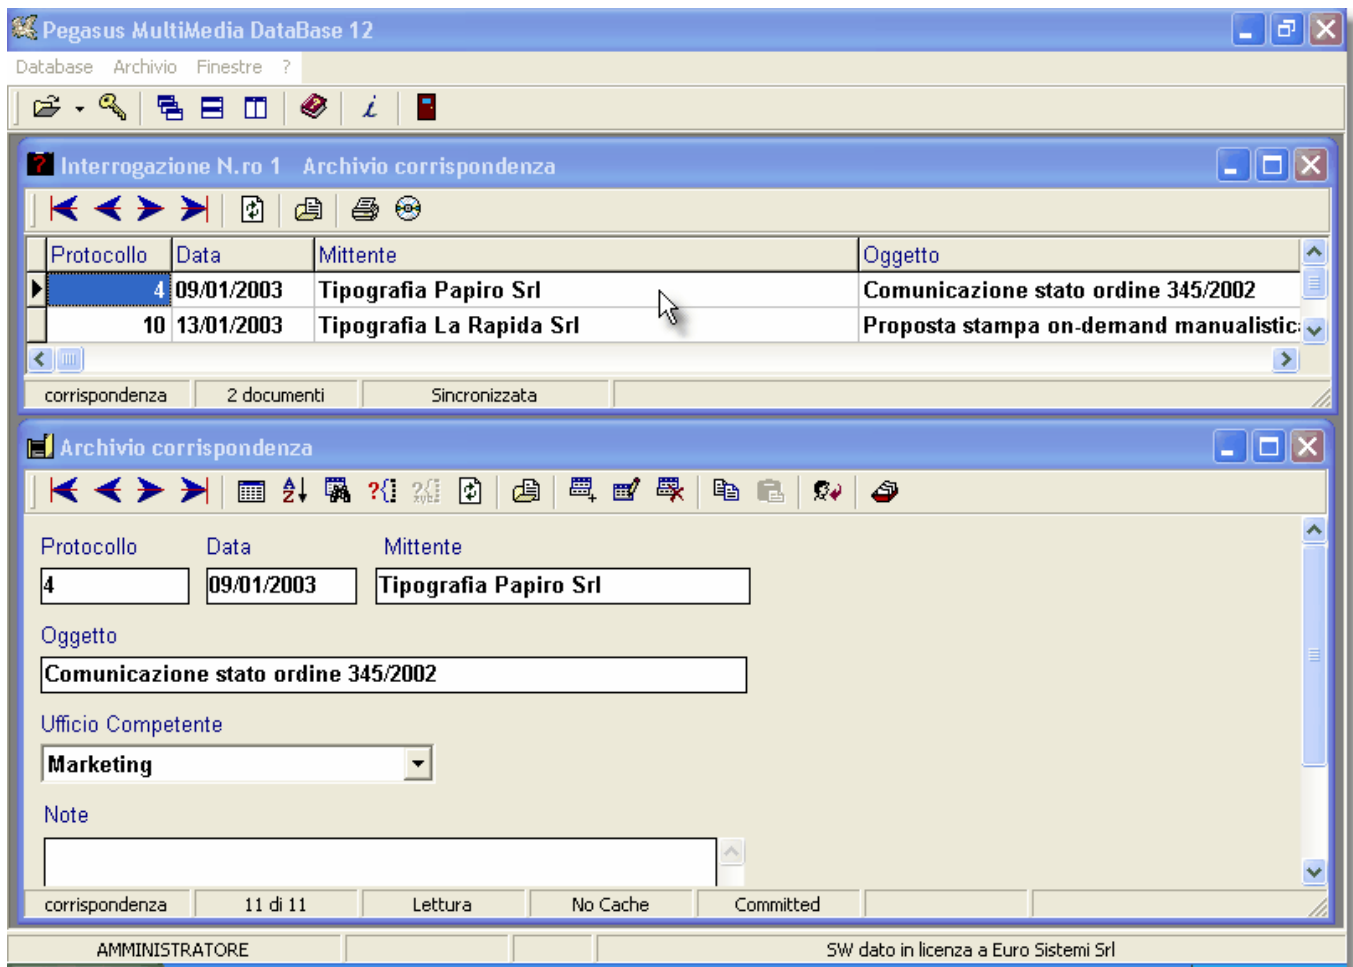 Pegasus MultiMedia DataBase 12
Database Archivio Finestre ?
Interrogazione N.ro 1 Archivio corrispondenza
Protocollo Data Mittente Oggetto
4 09/01/2003 Tipografia Papiro Srl Comunicazione stato ordine 345/2002
10 13/01/2003 Tipografia La Rapida Srl Proposta stampa on-demand manualistic
corrispondenza 2 documenti Sincronizzata
Archivio corrispondenza
Protocollo Data Mittente
4 09/01/2003 Tipografia Papiro Srl
Oggetto
Comunicazione stato ordine 345/2002
Ufficio Competente
Marketing
Note
corrispondenza 11 di 11 Lettura No Cache Committed
AMMINISTRATORE SW dato in licenza a Euro Sistemi Srl